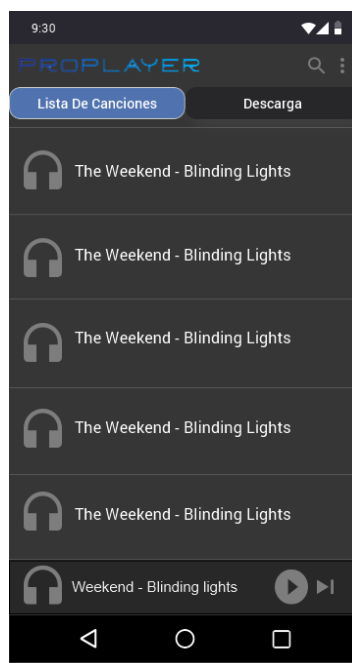 9:30
PROPLAYER
Lista De Canciones
Descarga
The Weekend - Blinding Lights
The Weekend - Blinding Lights
The Weekend - Blinding Lights
The Weekend - Blinding Lights
The Weekend - Blinding Lights
Weekend - Blinding lights